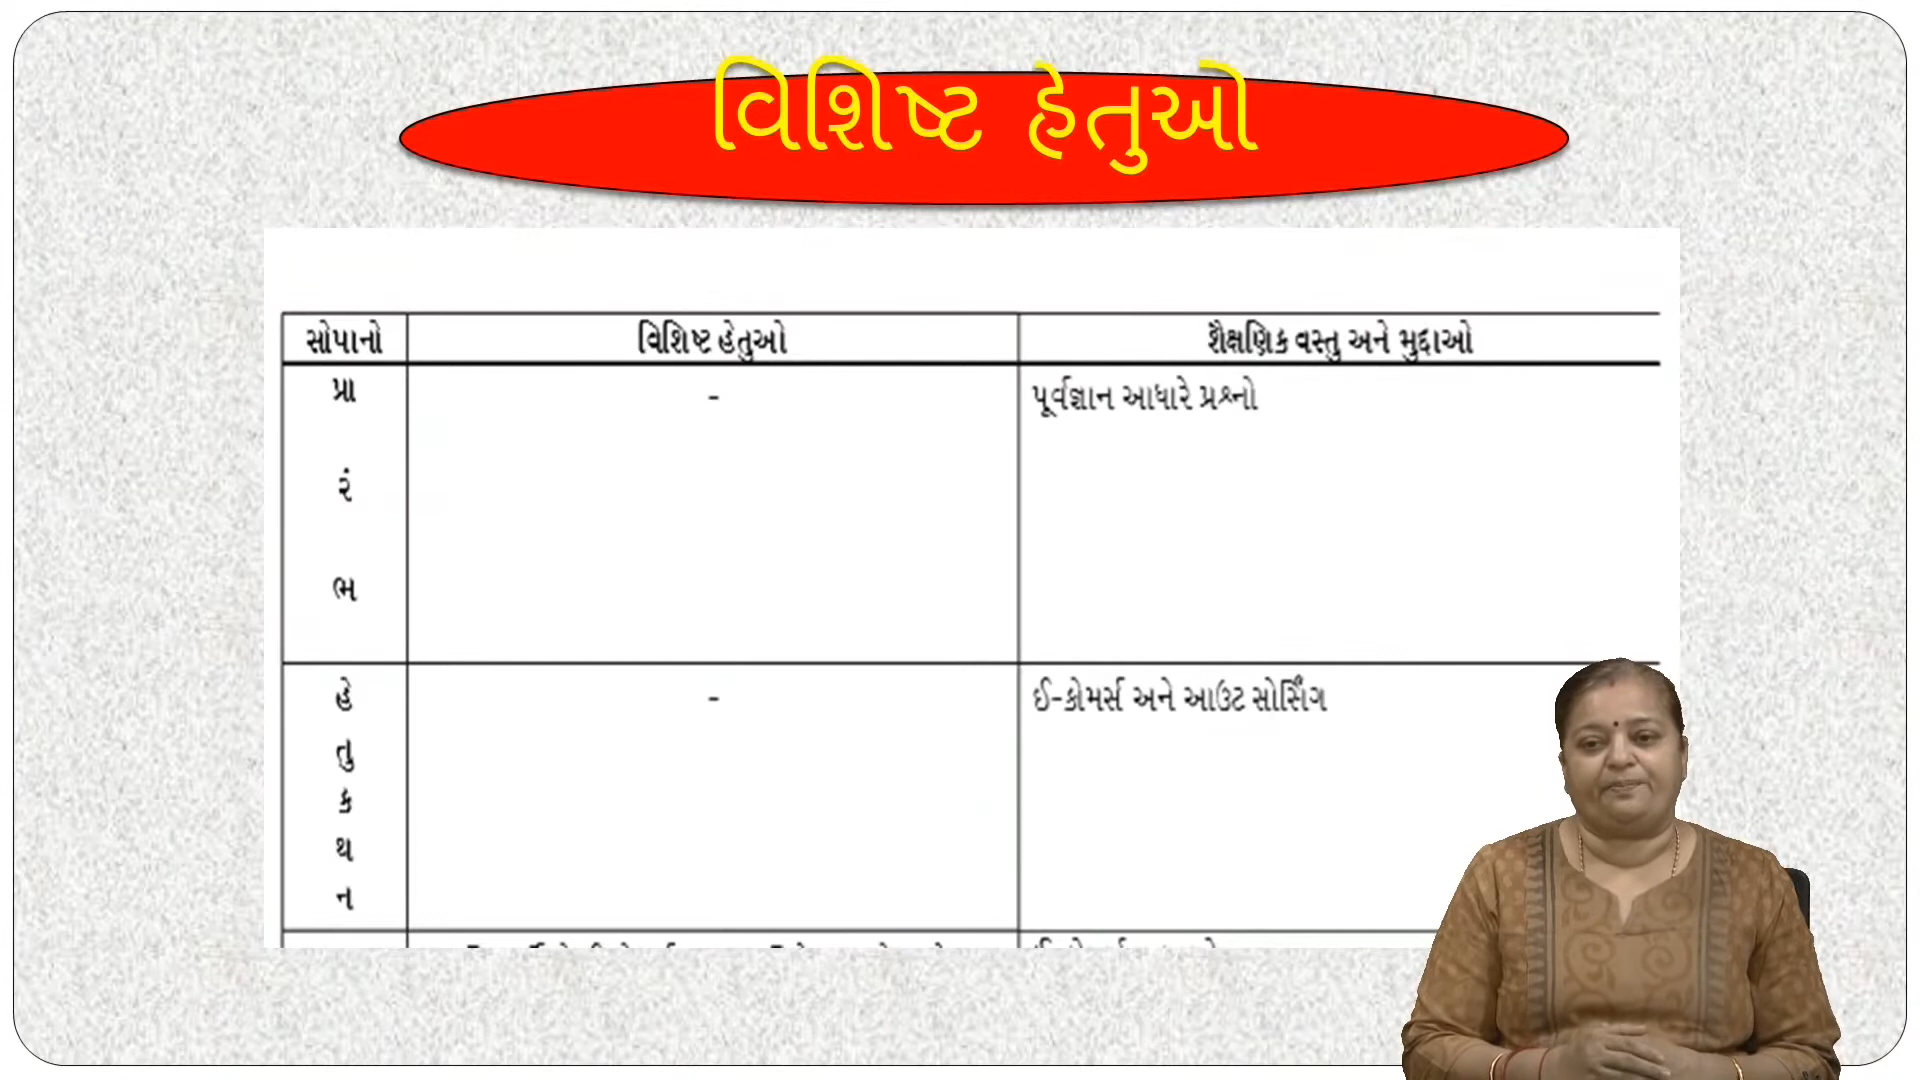 વિશિષ્ટ હેતુઓ
સોપાનો વિશિષ્ટ હેતુઓ શૈક્ષણિક વસ્તુ અને મુદ્દાઓ
પ્રા - પૂર્વજ્ઞાન આધારે પ્રશ્નો
રં
ભ
હે - ઈ-કોમર્સ અને આઉટ સોર્સિંગ
તુ
ક
થ
ન